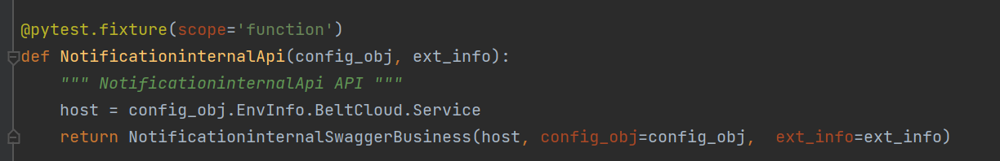 @pytest.fixture(scope='function')
def NotificationinternalApi(config_obj, ext_info):
    """ NotificationinternalApi API """
    host = config_obj.EnvInfo.BeltCloud.Service
    return NotificationinternalSwaggerBusiness(host, config_obj=config_obj,  ext_info=ext_info)